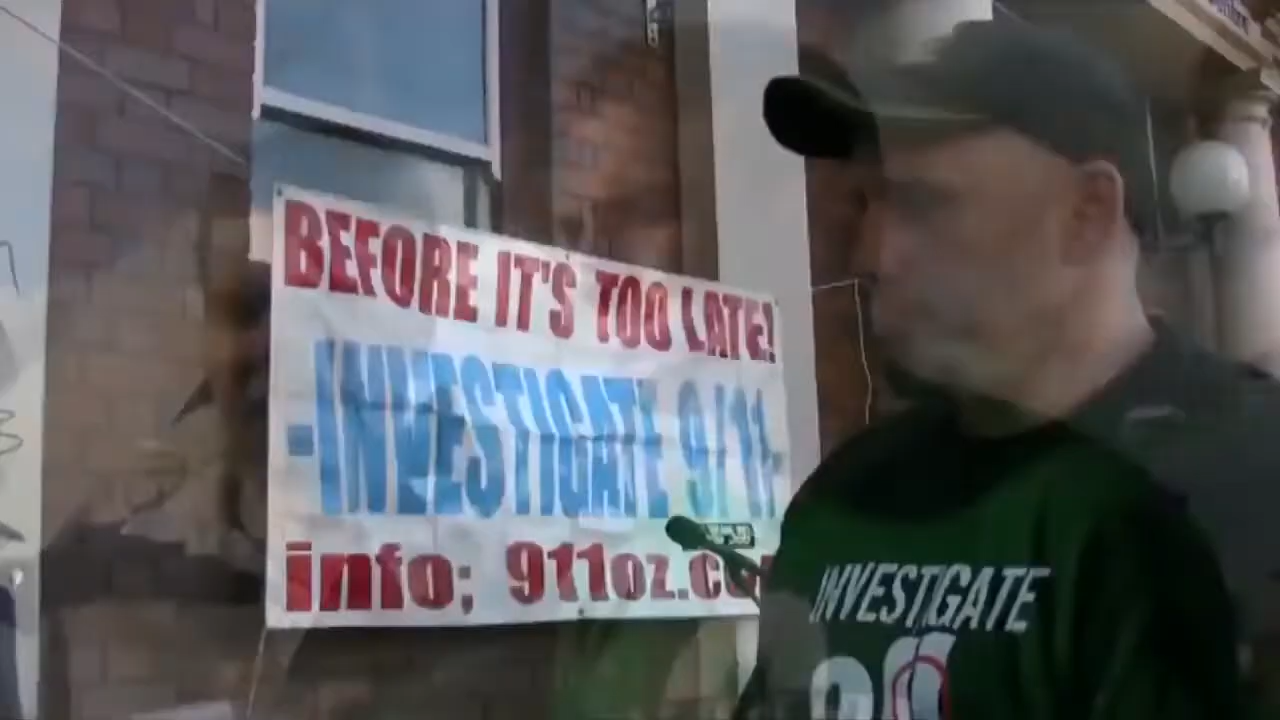 BEFORE IT'S TOO LATE!
-INVESTIGATE 9/11-
info; 911oz.co
INVESTIGATE